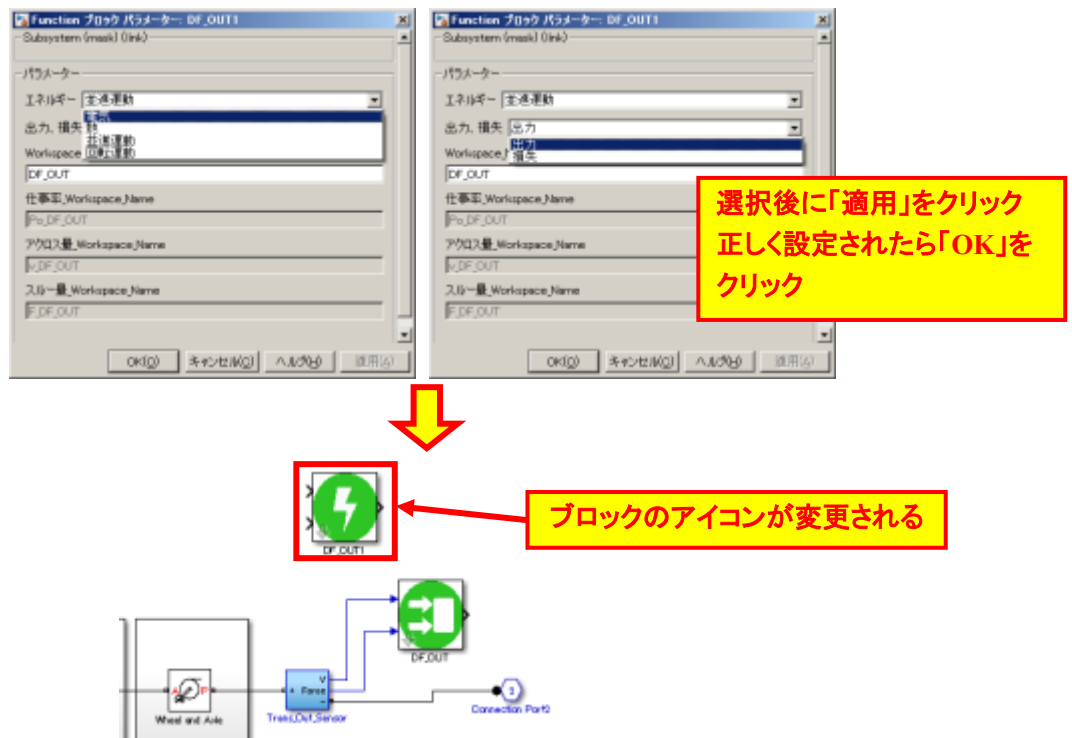 Function ブロック パラメーター: DF_OUT1
Subsystem (mask) (link)
パラメーター
エネルギー 並進運動
電気
出力, 損失
熱
並進運動
Workspace
回転運動
DF_OUT
仕事率_Workspace_Name
Po_DF_OUT
アクロス量_Workspace_Name
v_DF_OUT
スルー量_Workspace_Name
F_DF_OUT
OK(O) キャンセル(C) ヘルプ(H) 適用(A)
Function ブロック パラメーター: DF_OUT1
Subsystem (mask) (link)
パラメーター
エネルギー 並進運動
出力, 損失 出力
出力
Workspace_
損失
DF_OUT
仕事率_Workspace_Name
Po_DF_OUT
アクロス量_Workspace_Name
v_DF_OUT
スルー量_Workspace_Name
F_DF_OUT
OK(O) キャンセル(C) ヘルプ(H) 適用(A)
選択後に「適用」をクリック
正しく設定されたら「OK」を
クリック
DF_OUT1
ブロックのアイコンが変更される
DF_OUT
A P
Wheel and Axle
V
+ Force
-
Trans_Out_Sensor
2
Connection Port2